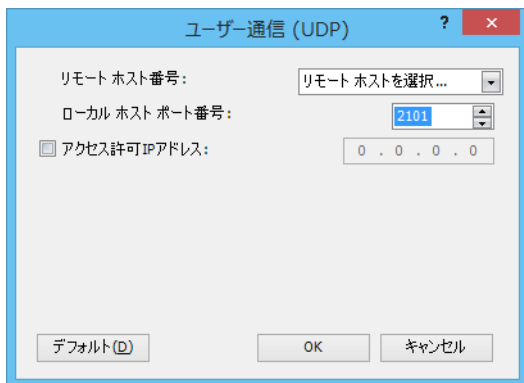 ユーザー通信 (UDP)
? ×
リモート ホスト番号: リモート ホストを選択...
ローカル ホスト ポート番号: 2101
アクセス許可IPアドレス: 0 . 0 . 0 . 0
デフォルト(D) OK キャンセル